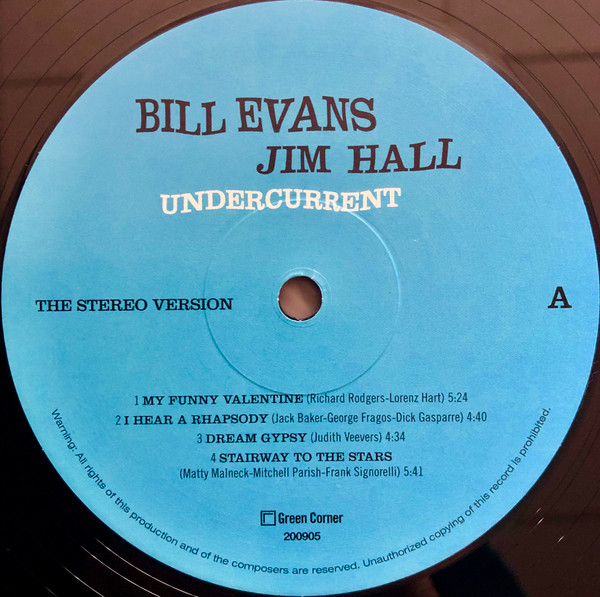 BILL EVANS
JIM HALL
UNDERCURRENT
THE STEREO VERSION
A
1 MY FUNNY VALENTINE (Richard Rodgers-Lorenz Hart) 5:24
2 I HEAR A RHAPSODY (Jack Baker-George Fragos-Dick Gasparre) 4:40
3 DREAM GYPSY (Judith Veevers) 4:34
4 STAIRWAY TO THE STARS
(Matty Malneck-Mitchell Parish-Frank Signorelli) 5:41
Green Corner
200905
Warning: All rights of this production and of the composers are reserved. Unauthorized copying of this record is prohibited.